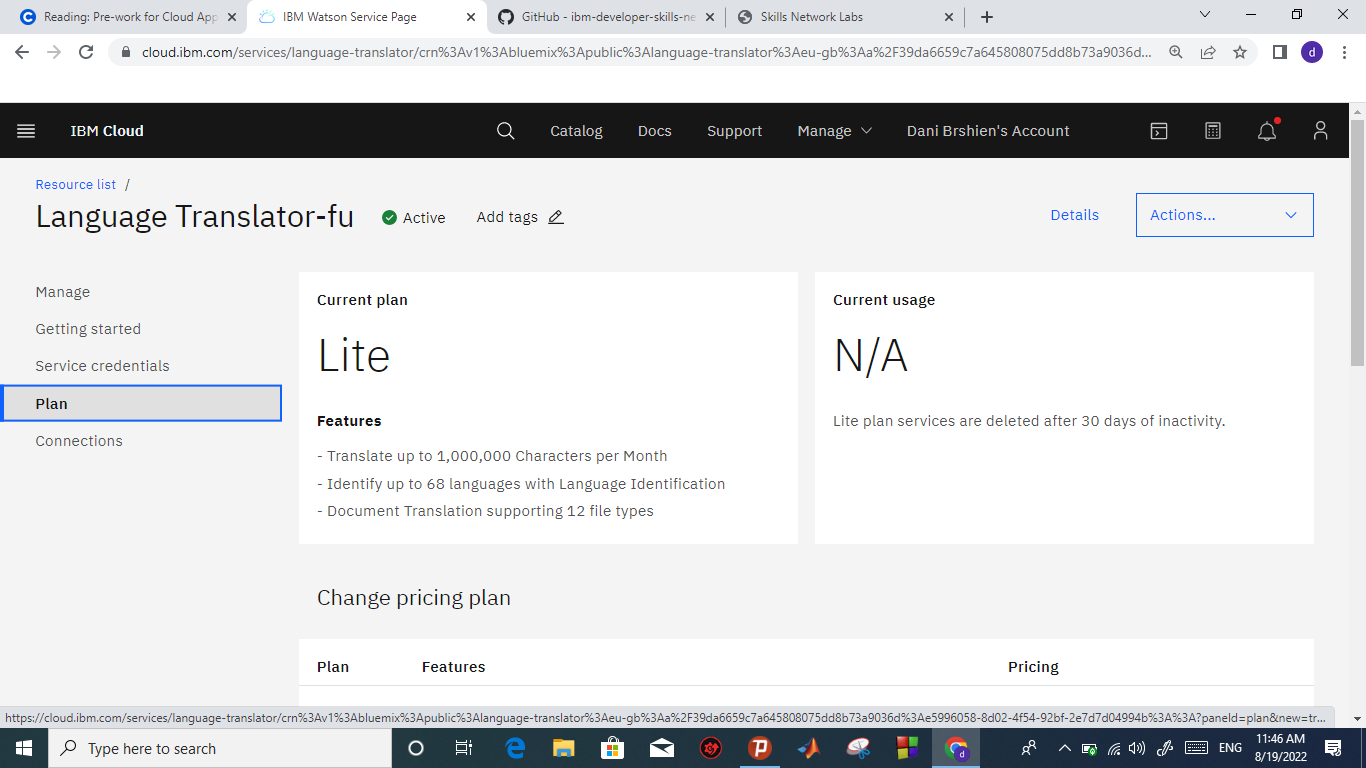 Reading: Pre-work for Cloud App
IBM Watson Service Page
GitHub - ibm-developer-skills-ne
Skills Network Labs
cloud.ibm.com/services/language-translator/crn%3Av1%3Abluemix%3Apublic%3Alanguage-translator%3Aeu-gb%3Aa%2F39da6659c7a645808075dd8b73a9036d...
d
IBM Cloud
Catalog
Docs
Support
Manage
Dani Brshien's Account
Resource list /
Language Translator-fu
Active
Add tags
Details
Actions...
Manage
Getting started
Service credentials
Plan
Connections
Current plan
Lite
Features
- Translate up to 1,000,000 Characters per Month
- Identify up to 68 languages with Language Identification
- Document Translation supporting 12 file types
Current usage
N/A
Lite plan services are deleted after 30 days of inactivity.
Change pricing plan
Plan
Features
Pricing
https://cloud.ibm.com/services/language-translator/crn%3Av1%3Abluemix%3Apublic%3Alanguage-translator%3Aeu-gb%3Aa%2F39da6659c7a645808075dd8b73a9036d%3Ae5996058-8d02-4f54-92bf-2e7d7d04994b%3A%3A?paneId=plan&new=tr...
Type here to search
ENG
11:46 AM
8/19/2022